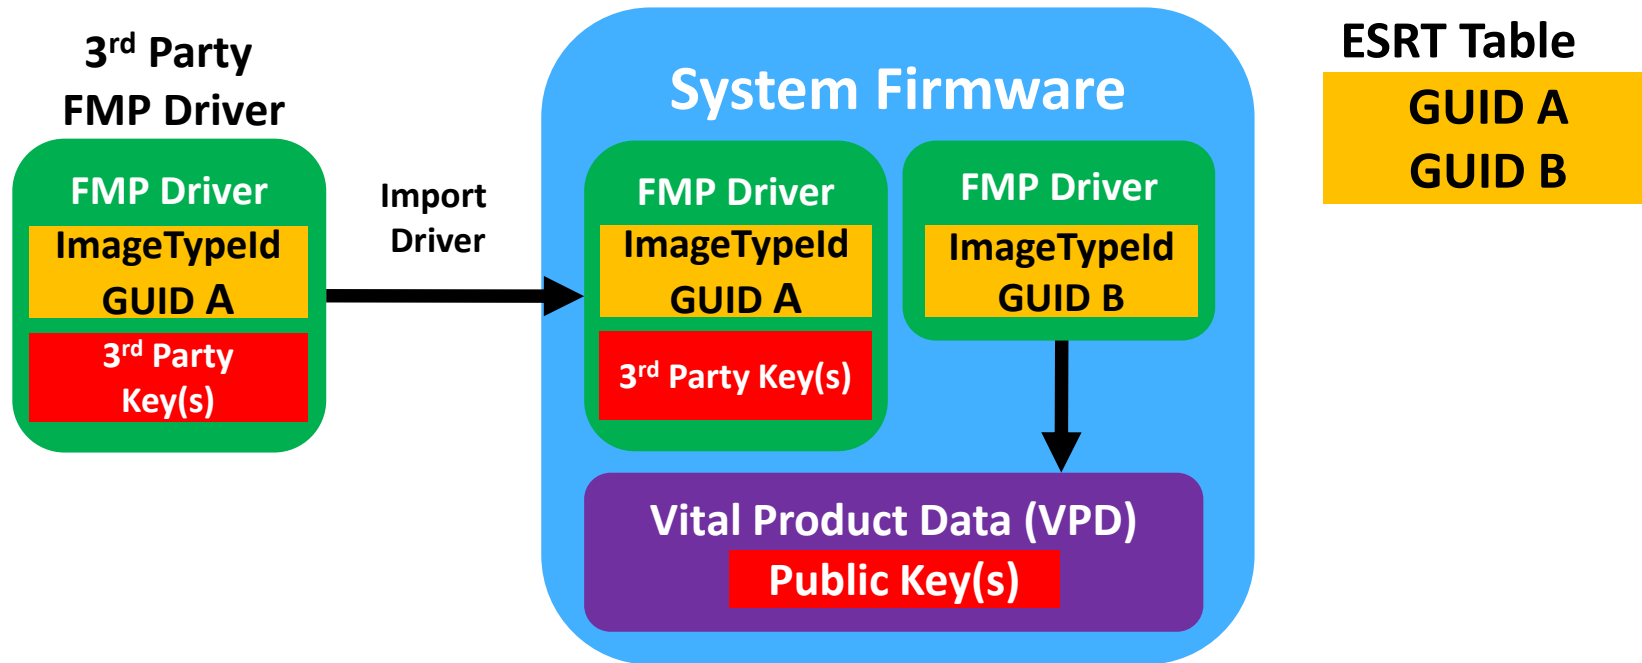 3rd Party
FMP Driver
FMP Driver
ImageTypeId
GUID A
3rd Party
Key(s)
Import
Driver
System Firmware
FMP Driver
ImageTypeId
GUID A
3rd Party Key(s)
FMP Driver
ImageTypeId
GUID B
Vital Product Data (VPD)
Public Key(s)
ESRT Table
GUID A
GUID B